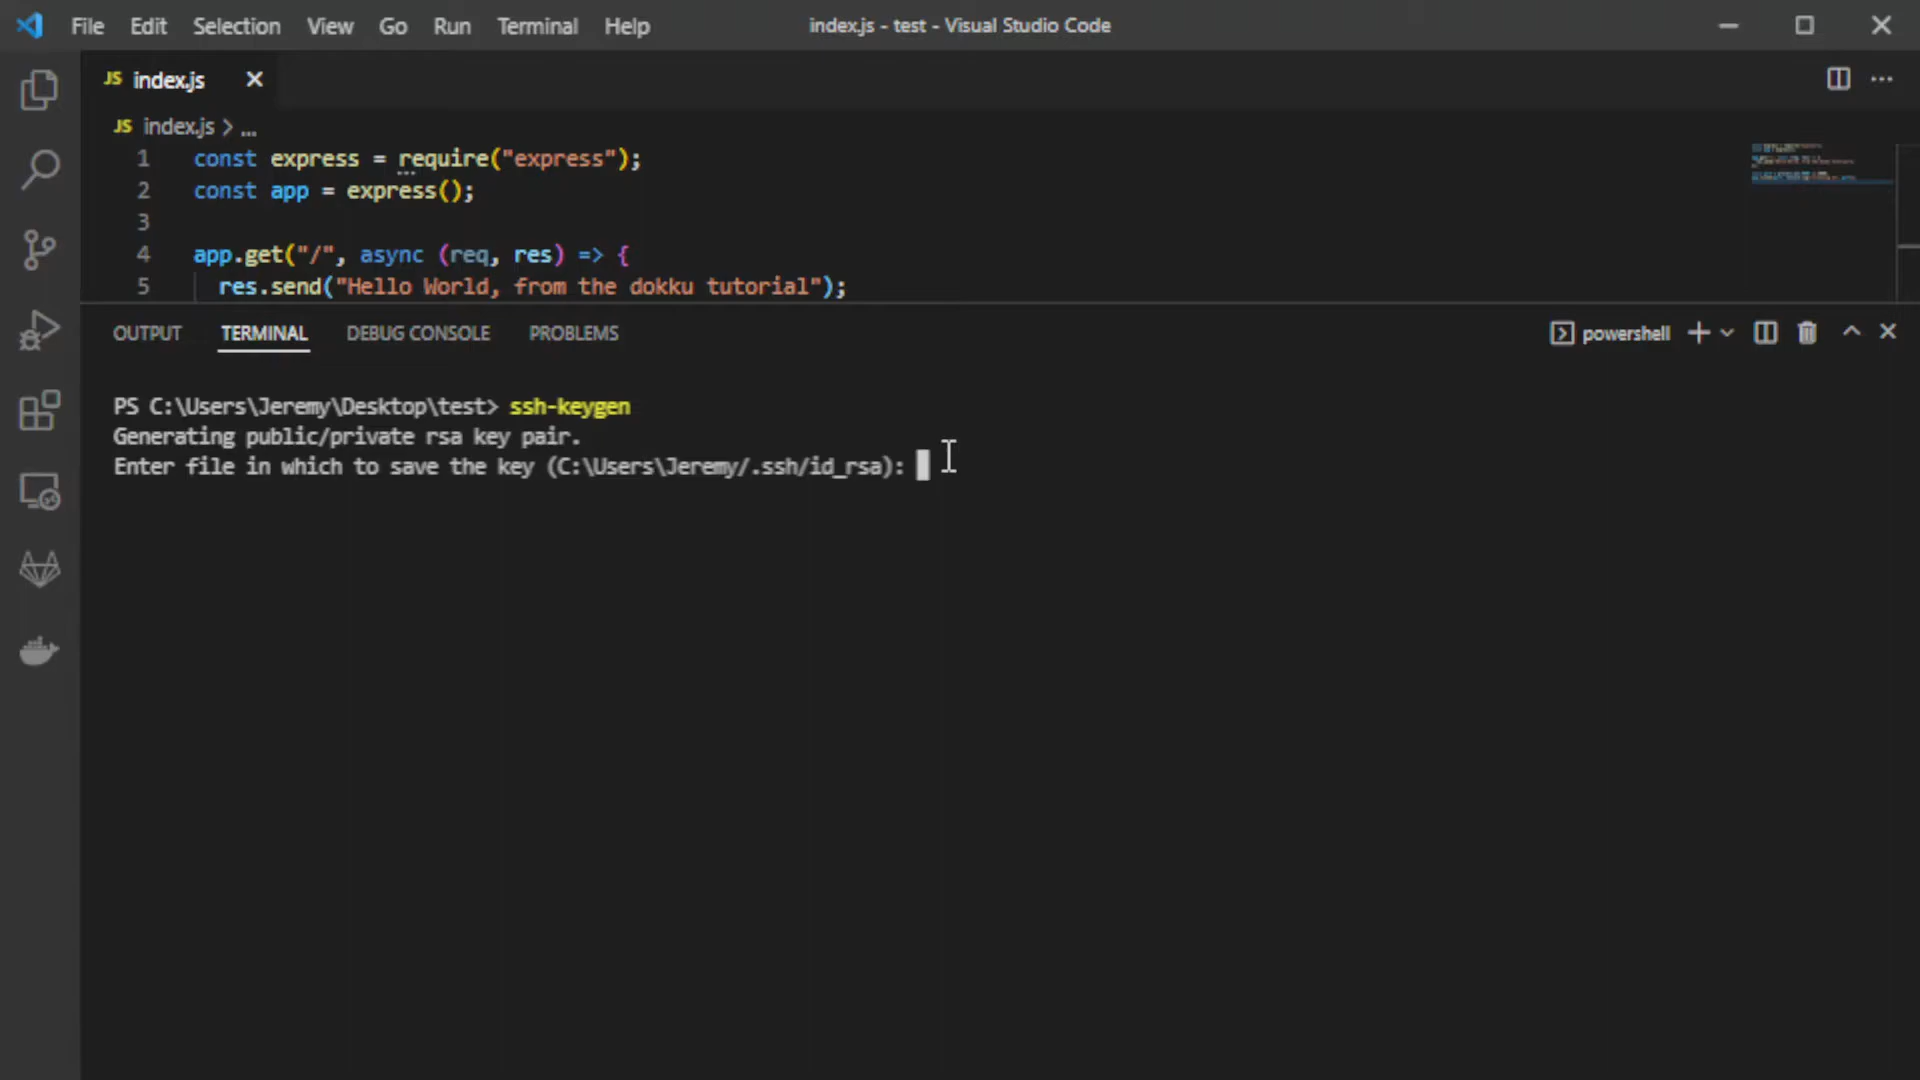 File Edit Selection View Go Run Terminal Help index.js - test - Visual Studio Code
JS index.js
JS index.js > ...
1 const express = require("express");
2 const app = express();
3
4 app.get("/", async (req, res) => {
5 res.send("Hello World, from the dokku tutorial");
OUTPUT TERMINAL DEBUG CONSOLE PROBLEMS powershell
PS C:\Users\Jeremy\Desktop\test> ssh-keygen
Generating public/private rsa key pair.
Enter file in which to save the key (C:\Users\Jeremy/.ssh/id_rsa):